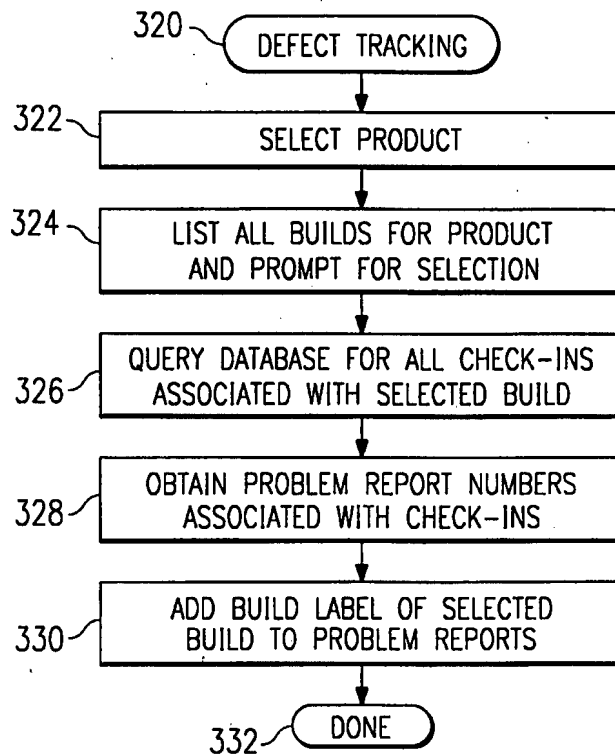 320
DEFECT TRACKING
322
SELECT PRODUCT
324
LIST ALL BUILDS FOR PRODUCT
AND PROMPT FOR SELECTION
326
QUERY DATABASE FOR ALL CHECK-INS
ASSOCIATED WITH SELECTED BUILD
328
OBTAIN PROBLEM REPORT NUMBERS
ASSOCIATED WITH CHECK-INS
330
ADD BUILD LABEL OF SELECTED
BUILD TO PROBLEM REPORTS
332
DONE